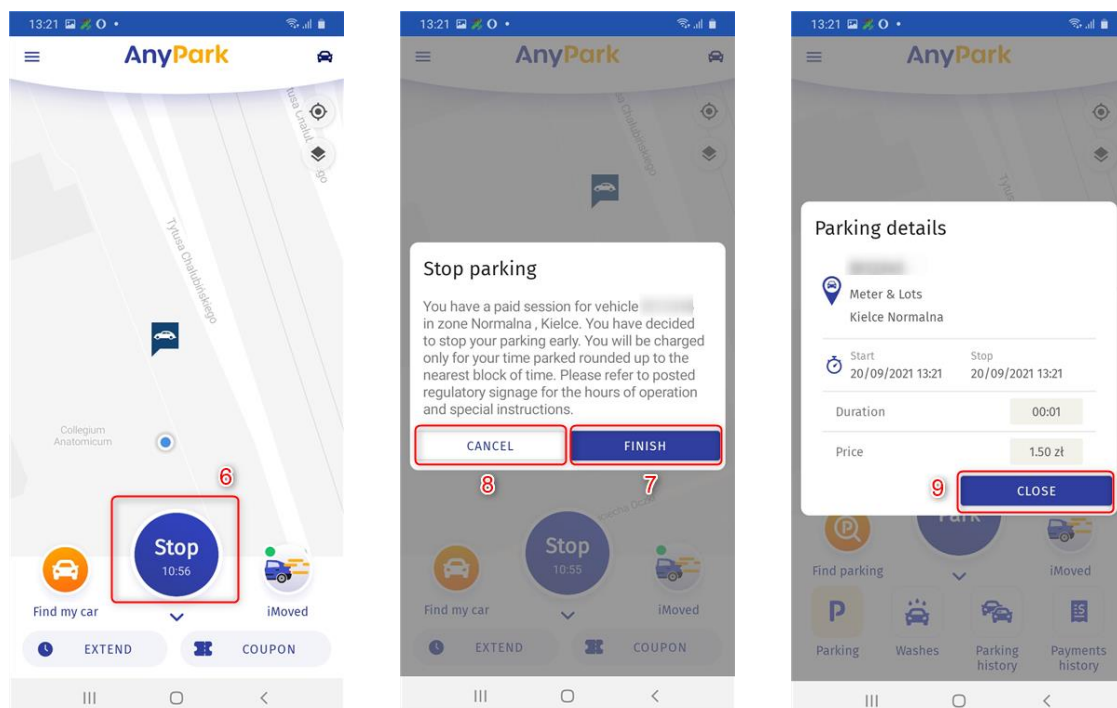 13:21
AnyPark
Tytusa Chałubińskiego
Collegium
Anatomicum
6
Stop
10:56
Find my car
iMoved
EXTEND
COUPON
13:21
AnyPark
Stop parking
You have a paid session for vehicle
in zone Normalna , Kielce. You have decided
to stop your parking early. You will be charged
only for your time parked rounded up to the
nearest block of time. Please refer to posted
regulatory signage for the hours of operation
and special instructions.
CANCEL
FINISH
8
7
Stop
10:55
Find my car
iMoved
EXTEND
COUPON
13:21
AnyPark
Parking details
Meter & Lots
Kielce Normalna
Start
Stop
20/09/2021 13:21
20/09/2021 13:21
Duration
00:01
Price
1.50 zł
9
CLOSE
Park
Find parking
iMoved
Parking
Washes
Parking
history
Payments
history